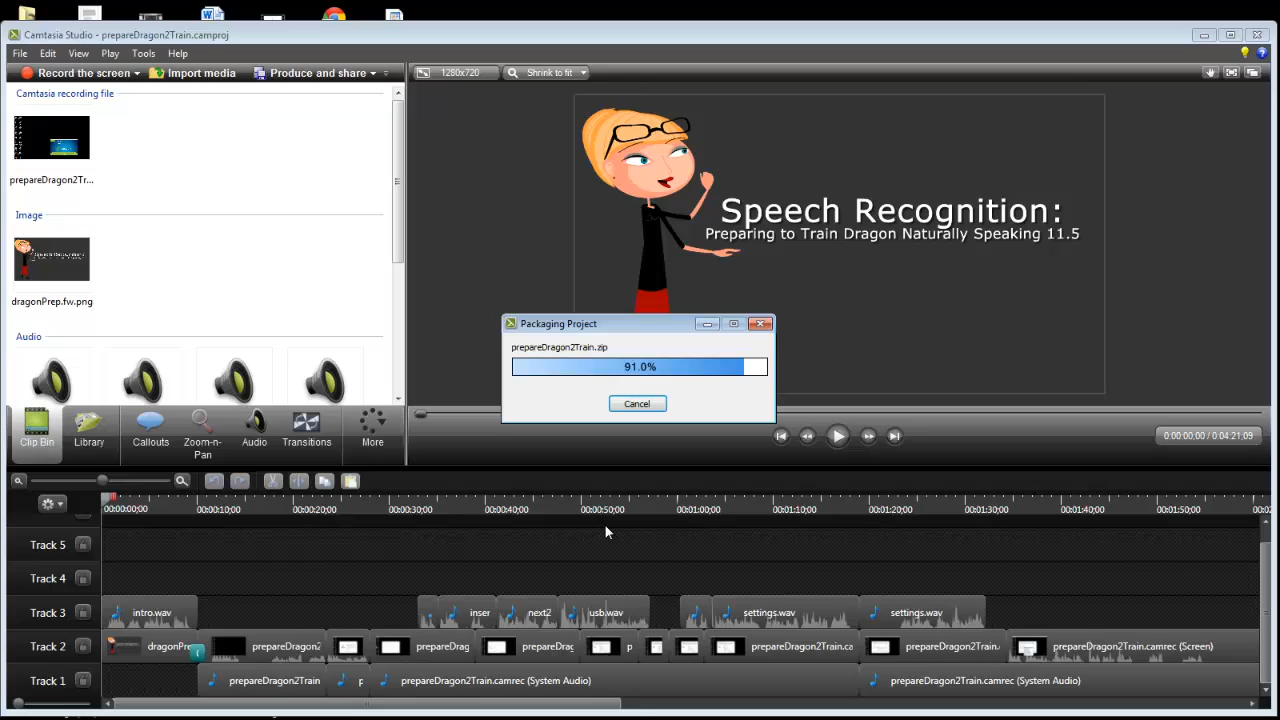 Camtasia Studio - prepareDragon2Train.camproj
File Edit View Play Tools Help
Record the screen Import media Produce and share
1280x720 Shrink to fit
Camtasia recording file
prepareDragon2Tr...
Image
dragonPrep.fw.png
Audio
Speech Recognition:
Preparing to Train Dragon Naturally Speaking 11.5
Packaging Project
prepareDragon2Train.zip
91.0%
Cancel
Clip Bin Library Callouts Zoom-n-Pan Audio Transitions More
0:00:00;00 / 0:04:21;09
00:00:00;00 00:00:10;00 00:00:20;00 00:00:30;00 00:00:40;00 00:00:50;00 00:01:00;00 00:01:10;00 00:01:20;00 00:01:30;00 00:01:40;00 00:01:50;00
Track 5
Track 4
Track 3 intro.wav inser next2 usb.wav settings.wav settings.wav
Track 2 dragonPre prepareDragon2 prepareDrag prepareDrag p prepareDragon2Train.ca prepareDragon2Train. prepareDragon2Train.camrec (Screen)
Track 1 prepareDragon2Train p prepareDragon2Train.camrec (System Audio) prepareDragon2Train.camrec (System Audio)